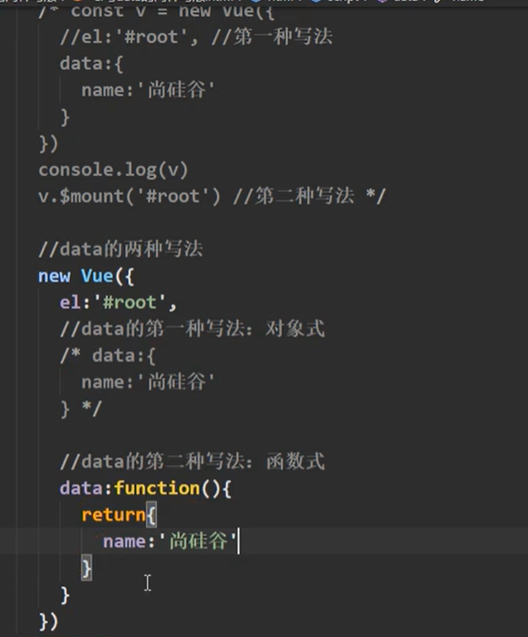 /* const v = new Vue({
//el:'#root', //第一种写法
data:{
name:'尚硅谷'
}
})
console.log(v)
v.$mount('#root') //第二种写法 */
//data的两种写法
new Vue({
el:'#root',
//data的第一种写法：对象式
/* data:{
name:'尚硅谷'
} */
//data的第二种写法：函数式
data:function(){
return{
name:'尚硅谷'
}
}
})